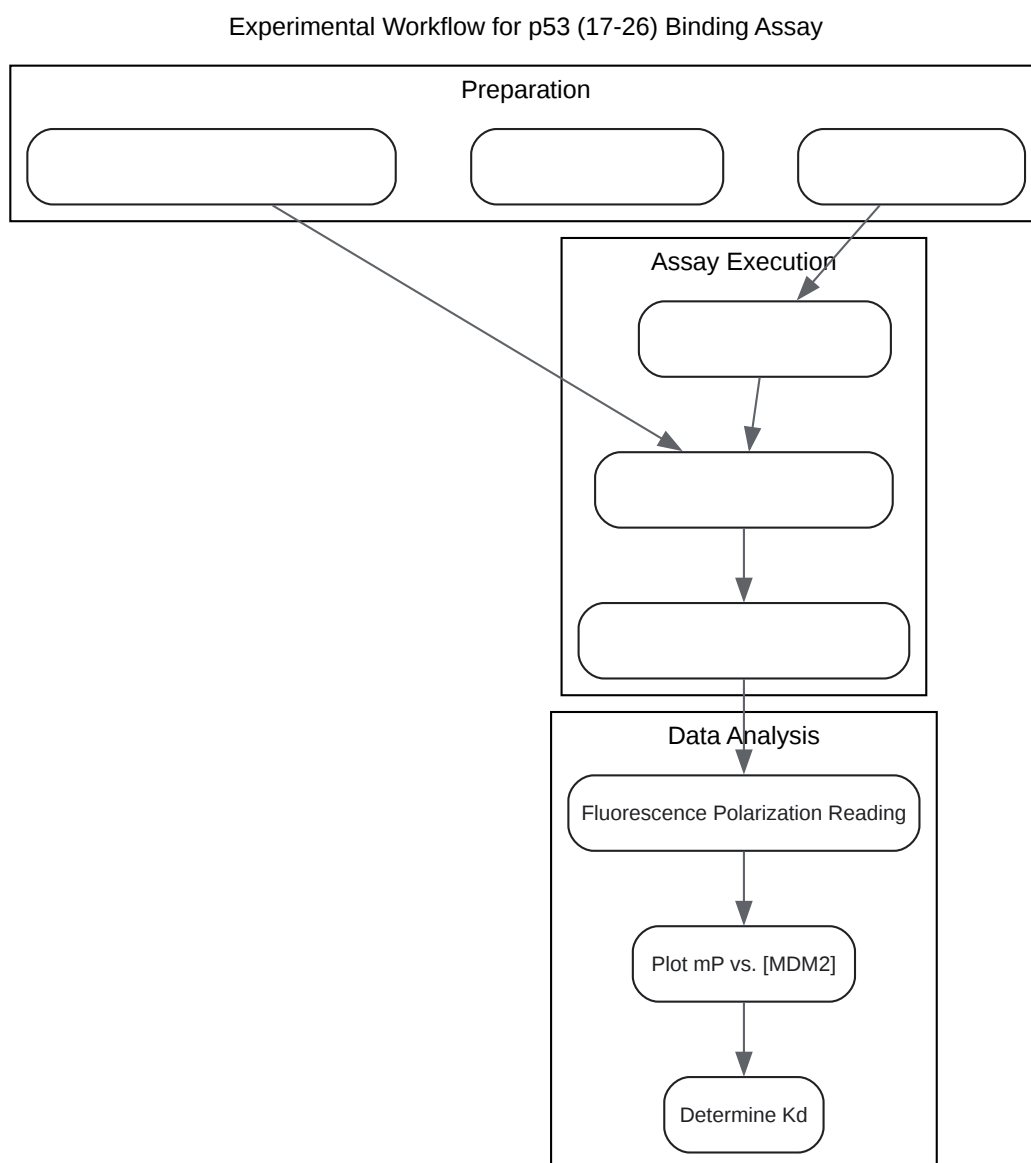 Experimental Workflow for p53 (17-26) Binding Assay
Preparation
Assay Execution
Data Analysis
Fluorescence Polarization Reading
Plot mP vs. [MDM2]
Determine Kd